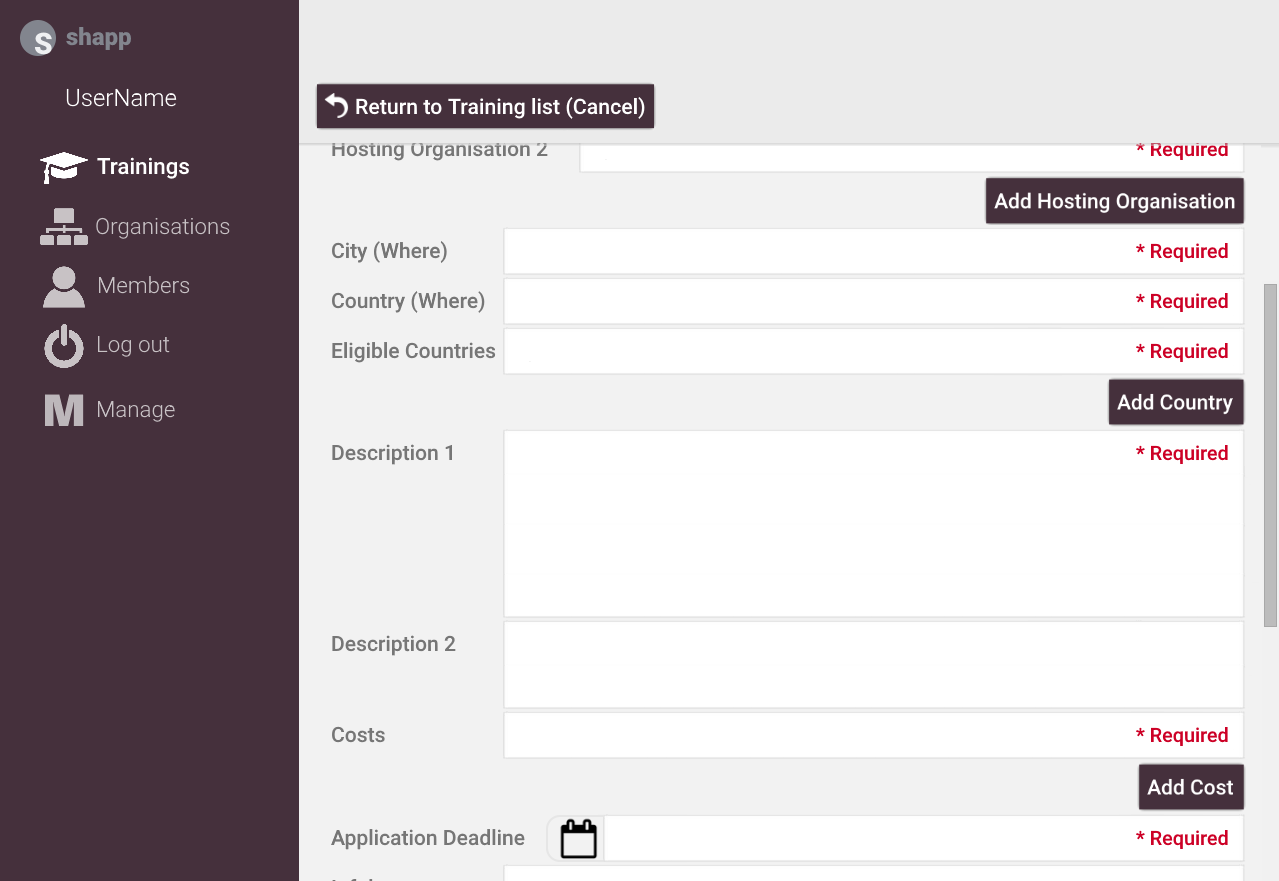 S shapp
UserName
Trainings
Organisations
Members
Log out
M Manage
Return to Training list (Cancel)
Hosting Organisation 2 * Required
Add Hosting Organisation
City (Where) * Required
Country (Where) * Required
Eligible Countries * Required
Add Country
Description 1 * Required
Description 2
Costs * Required
Add Cost
Application Deadline * Required